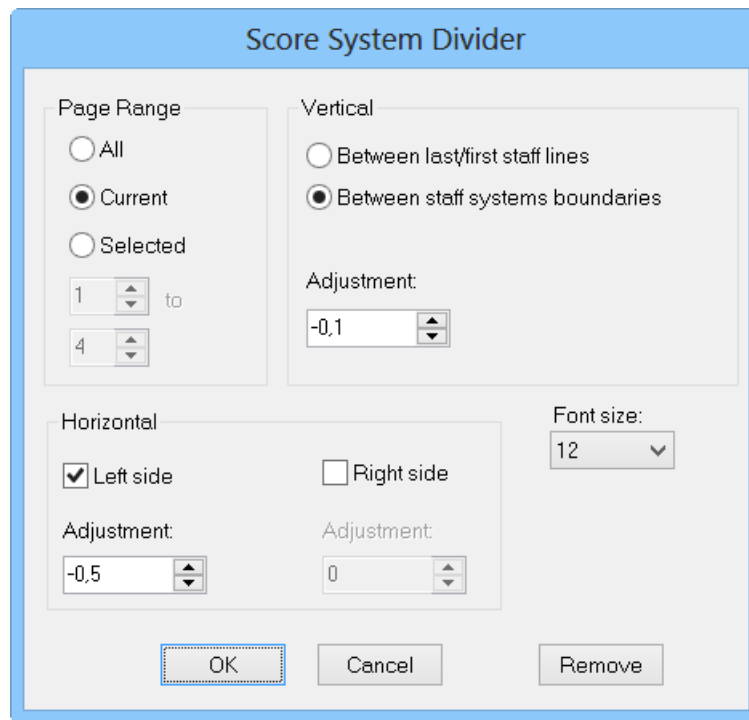 Score System Divider
Page Range
All
Current
Selected
1 to
4
Vertical
Between last/first staff lines
Between staff systems boundaries
Adjustment:
-0,1
Horizontal
Left side
Adjustment:
-0,5
Right side
Adjustment:
0
Font size:
12
OK
Cancel
Remove